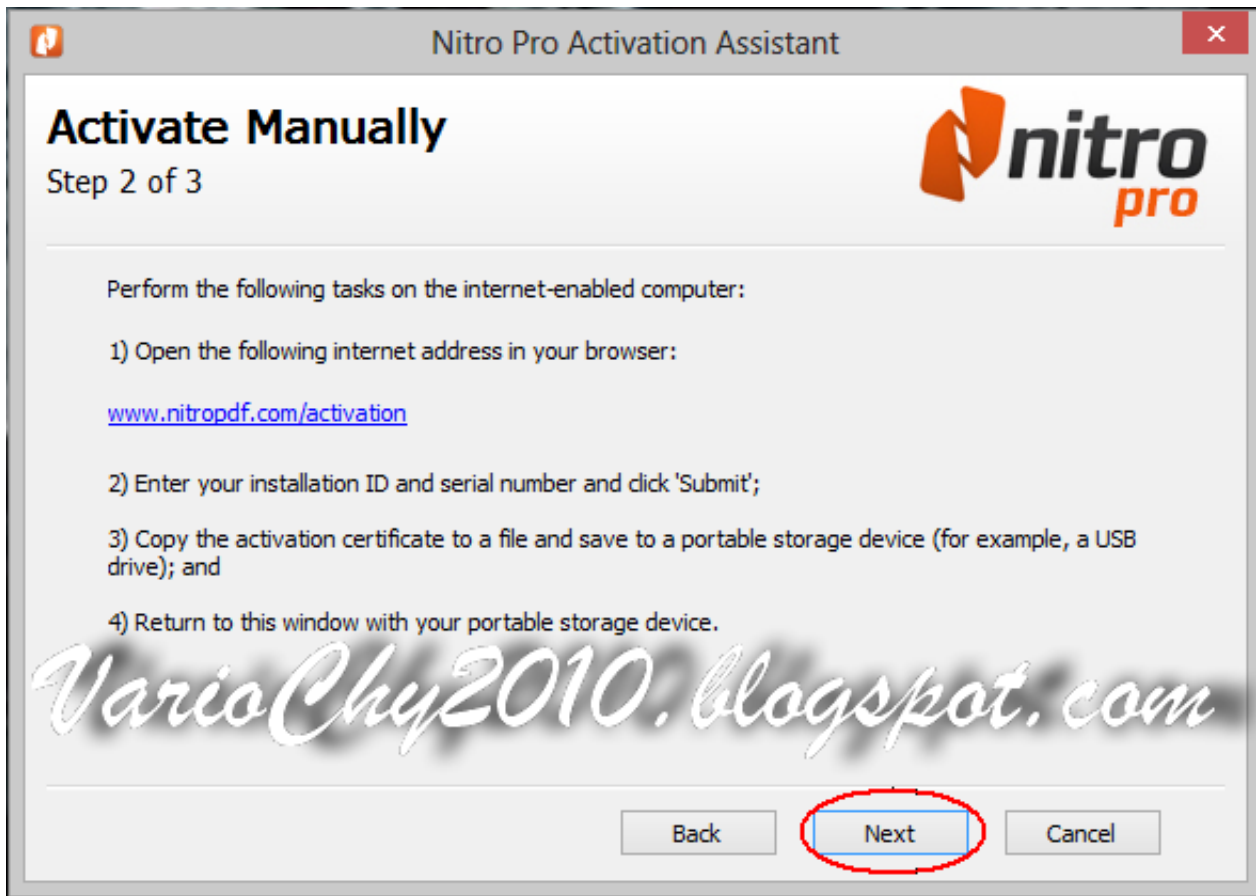 Nitro Pro Activation Assistant
Activate Manually
Step 2 of 3
nitro
pro
Perform the following tasks on the internet-enabled computer:
1) Open the following internet address in your browser:
www.nitropdf.com/activation
2) Enter your installation ID and serial number and click 'Submit';
3) Copy the activation certificate to a file and save to a portable storage device (for example, a USB
drive); and
4) Return to this window with your portable storage device.
VarioChy2010.blogspot.com
Back Next Cancel